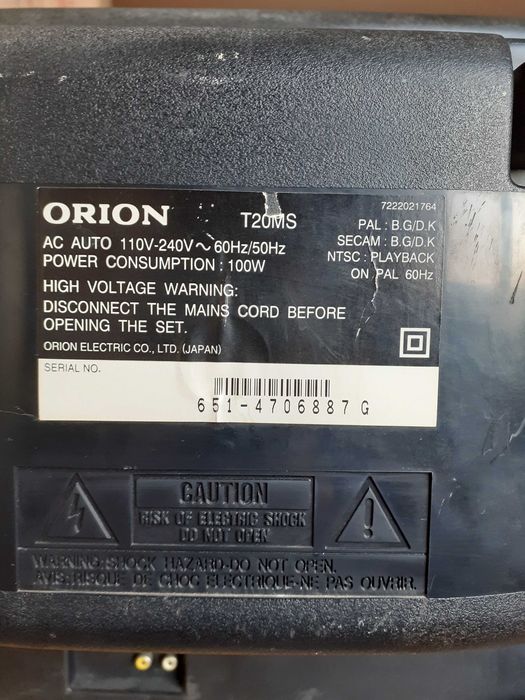 ORION T20MS 7222021764
PAL : B.G/D.K
AC AUTO 110V-240V～60Hz/50Hz SECAM : B.G/D.K
POWER CONSUMPTION : 100W NTSC : PLAYBACK
ON PAL 60Hz
HIGH VOLTAGE WARNING:
DISCONNECT THE MAINS CORD BEFORE
OPENING THE SET.
ORION ELECTRIC CO., LTD. (JAPAN)
SERIAL NO.
651-4706887 G
CAUTION
RISK OF ELECTRIC SHOCK
DO NOT OPEN
WARNING:SHOCK HAZARD-DO NOT OPEN.
AVIS:RISQUE DE CHOC ELECTRIQUE-NE PAS OUVRIR.